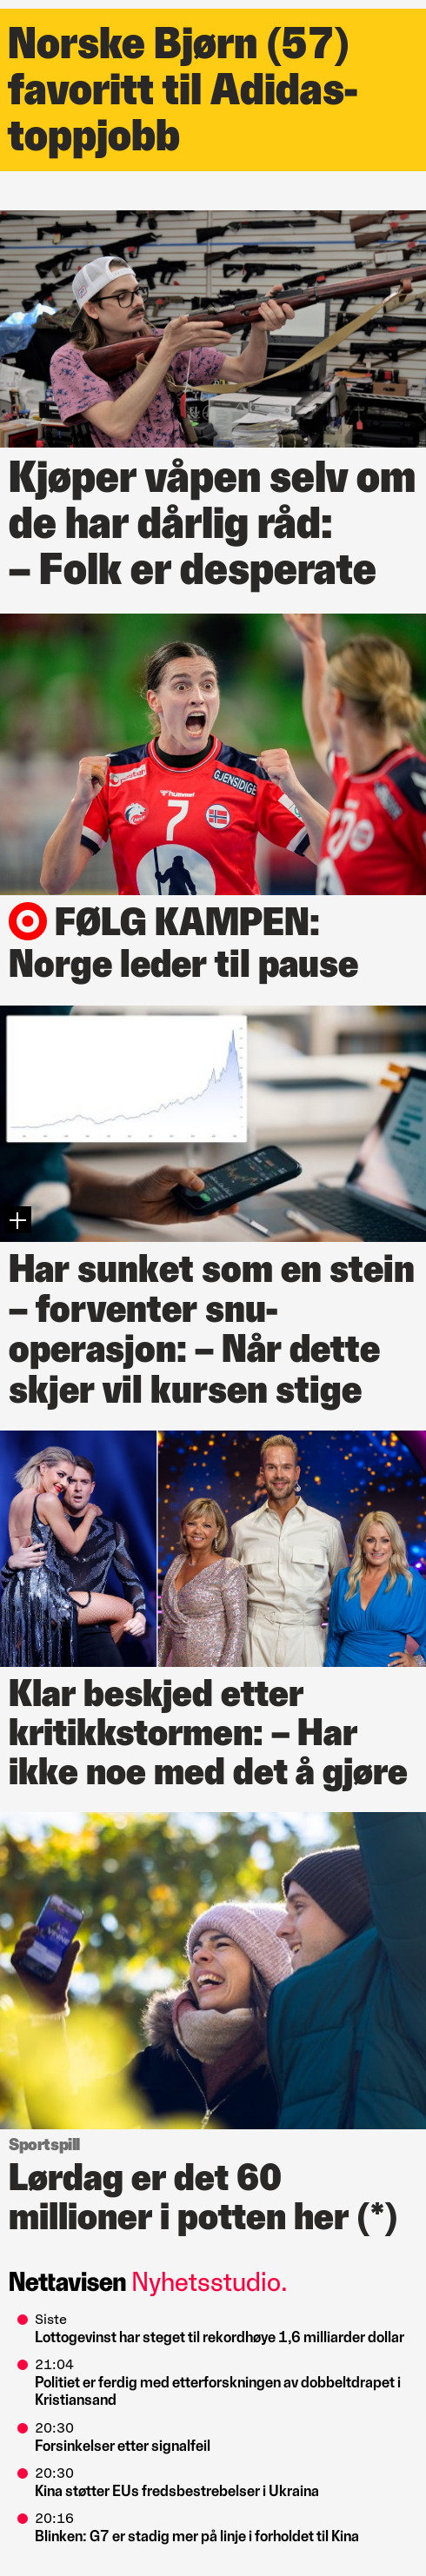 Norske Bjørn (57)
favoritt til Adidas-
toppjobb
Kjøper våpen selv om
de har dårlig råd:
– Folk er desperate
posten
hummel
GJENSIDIGE
7
FØLG KAMPEN:
Norge leder til pause
Har sunket som en stein
– forventer snu-
operasjon: – Når dette
skjer vil kursen stige
Klar beskjed etter
kritikkstormen: – Har
ikke noe med det å gjøre
Sportspill
Lørdag er det 60
millioner i potten her (*)
Nettavisen Nyhetsstudio.
Siste
Lottogevinst har steget til rekordhøye 1,6 milliarder dollar
21:04
Politiet er ferdig med etterforskningen av dobbeltdrapet i
Kristiansand
20:30
Forsinkelser etter signalfeil
20:30
Kina støtter EUs fredsbestrebelser i Ukraina
20:16
Blinken: G7 er stadig mer på linje i forholdet til Kina